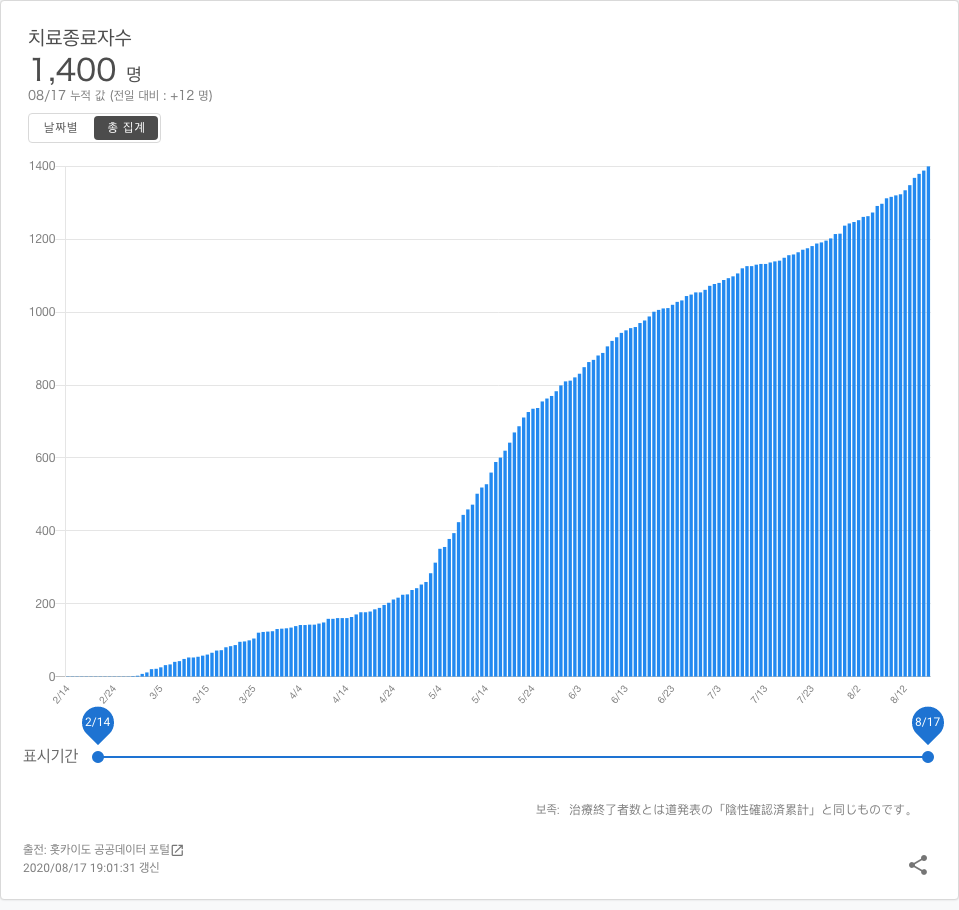 치료종료자수
1,400 명
08/17 누적 값 (전일 대비 : +12 명)
날짜별 총 집계
1400
1200
1000
800
600
400
200
0
2/14 2/24 3/5 3/15 3/25 4/4 4/14 4/24 5/4 5/14 5/24 6/3 6/13 6/23 7/3 7/13 7/23 8/2 8/12
2/14 8/17
표시기간
보족: 治療終了者数とは道発表の「陰性確認済累計」と同じものです。
출전: 홋카이도 공공데이터 포털
2020/08/17 19:01:31 갱신